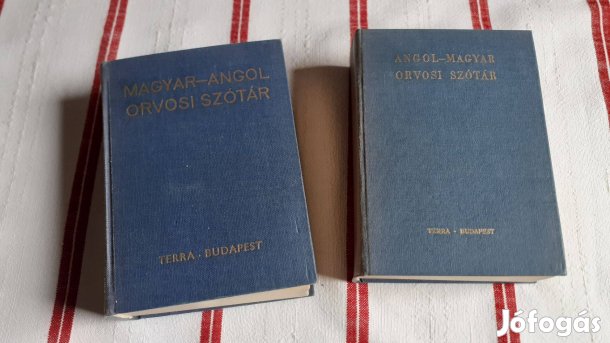 MAGYAR–ANGOL
ORVOSI SZÓTÁR
TERRA · BUDAPEST
ANGOL–MAGYAR
ORVOSI SZÓTÁR
TERRA · BUDAPEST
Jófogás